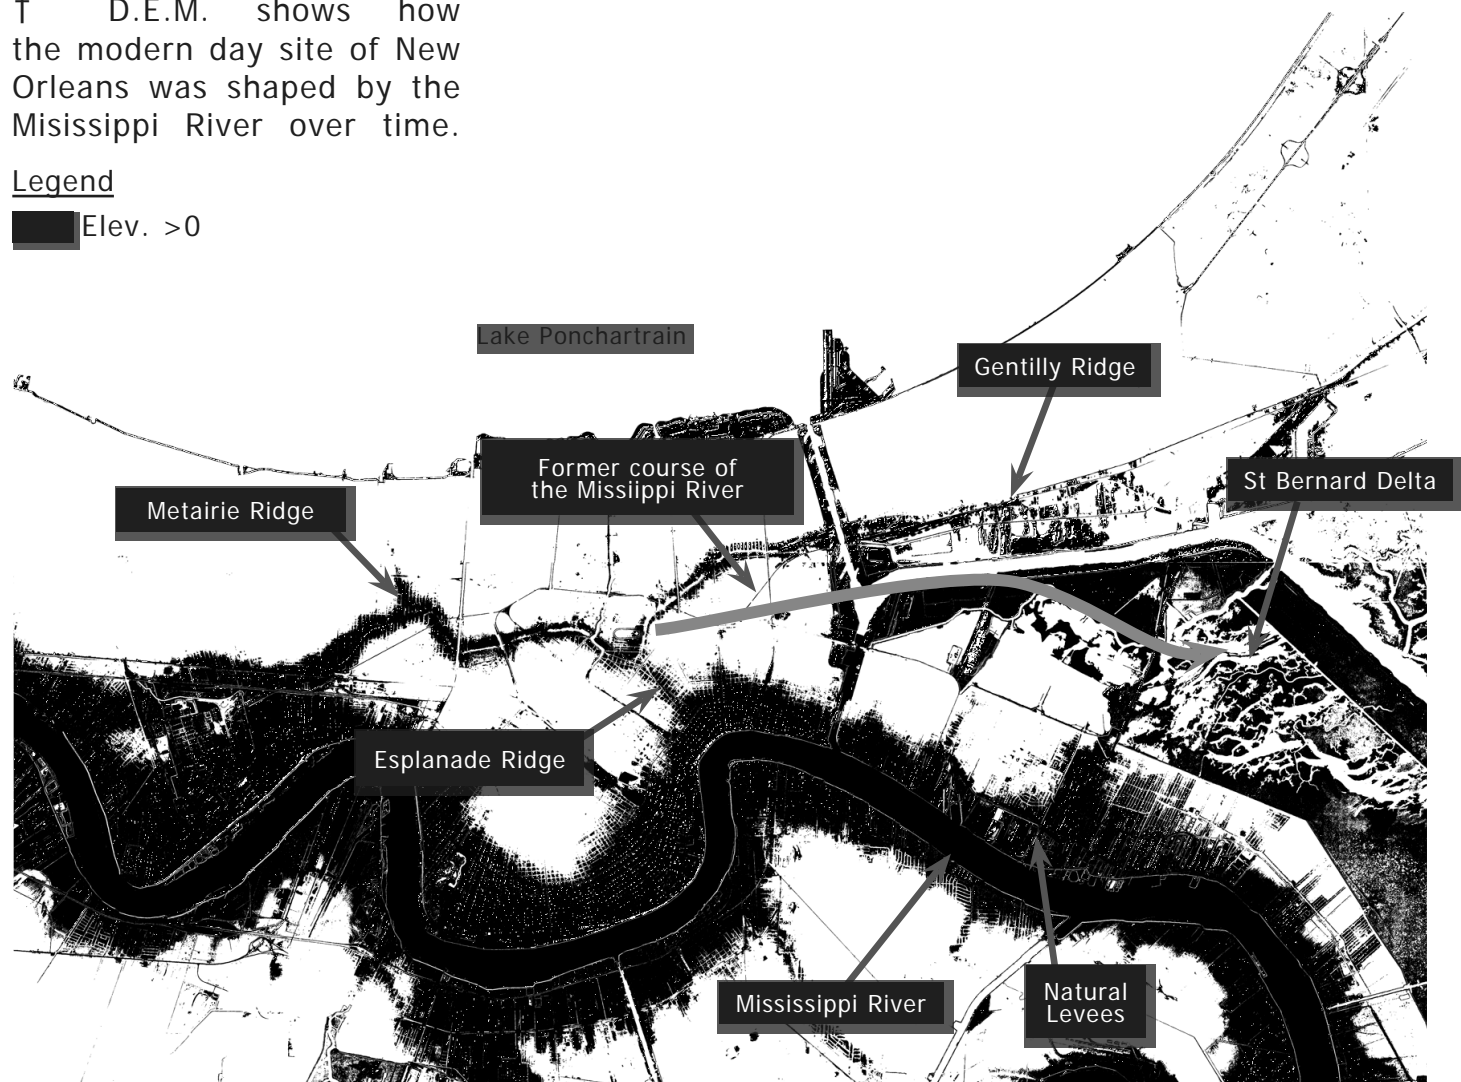 D.E.M. shows how
the modern day site of New
Orleans was shaped by the
Misissippi River over time.
Legend
Elev. >0
Lake Ponchartrain
Gentilly Ridge
Former course of
the Missiippi River
St Bernard Delta
Metairie Ridge
Esplanade Ridge
Mississippi River
Natural
Levees